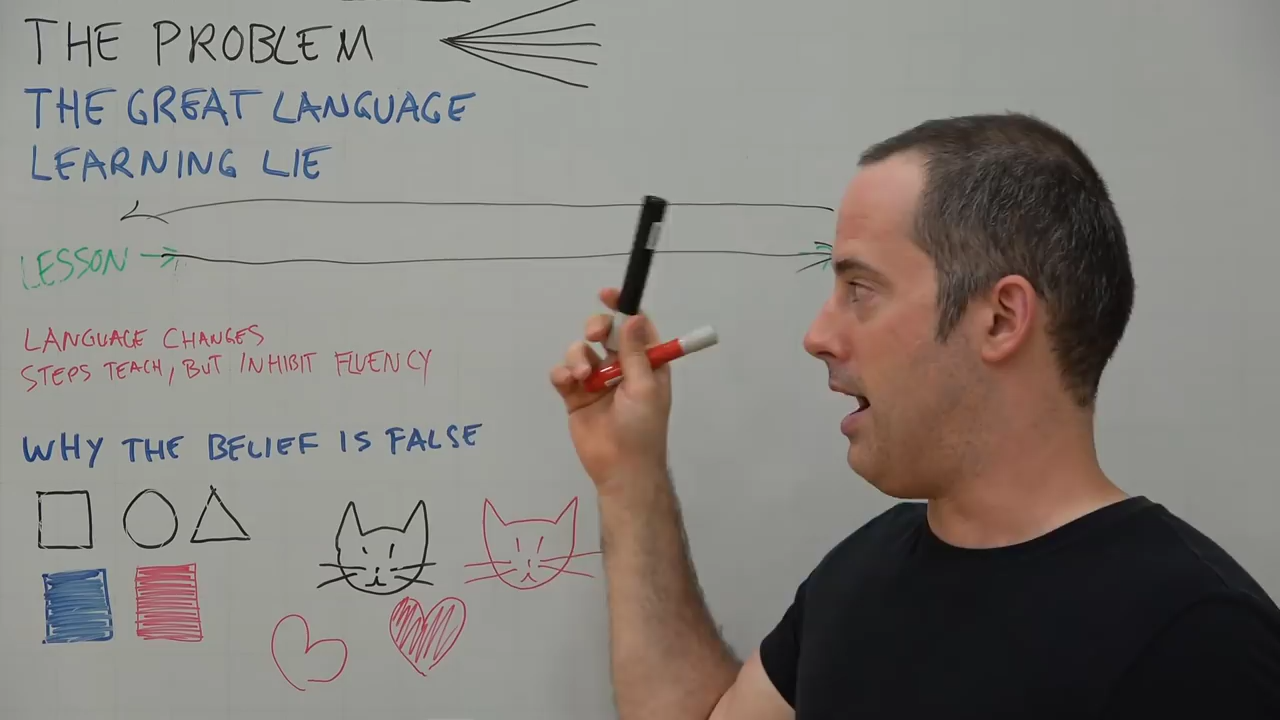 THE PROBLEM
THE GREAT LANGUAGE
LEARNING LIE
LESSON
LANGUAGE CHANGES
STEPS TEACH, BUT INHIBIT FLUENCY
WHY THE BELIEF IS FALSE